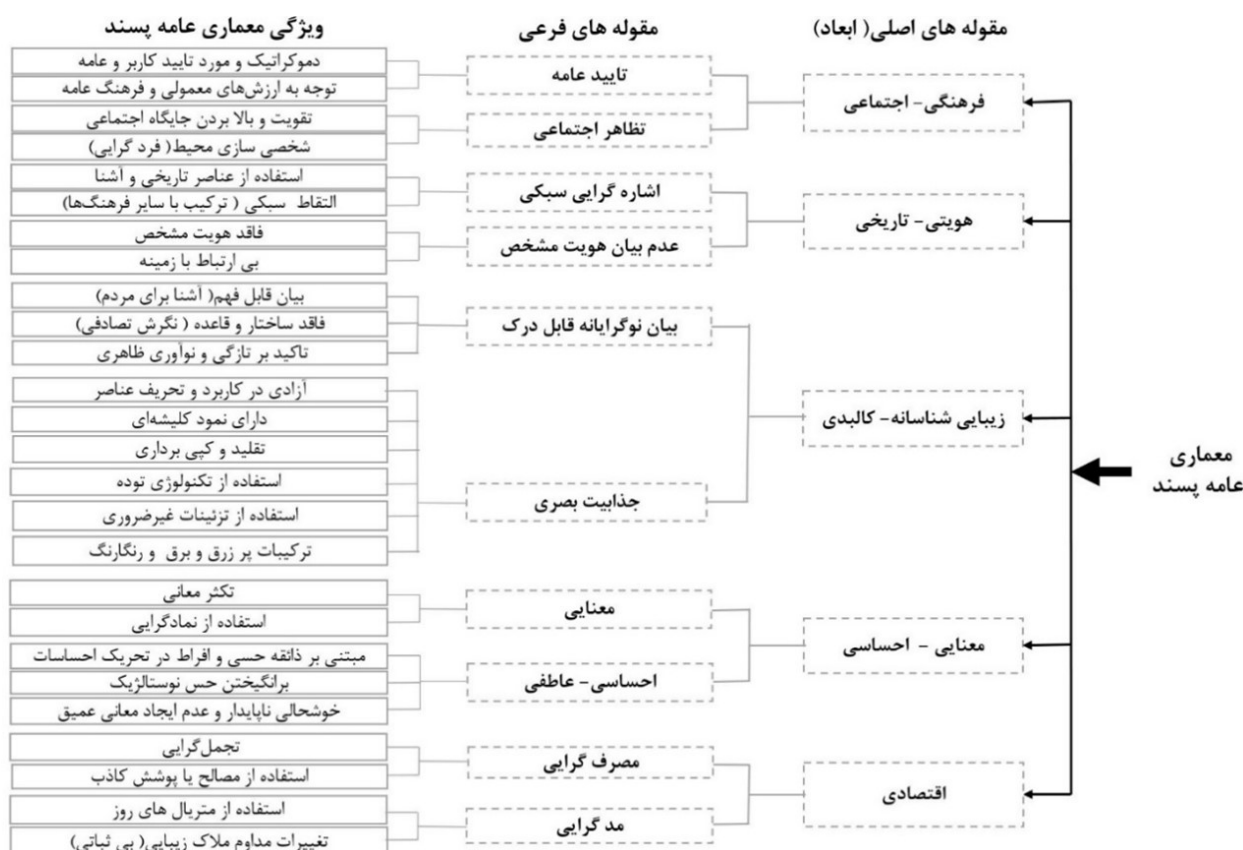 مقوله های اصلی( ابعاد)
مقوله های فرعی
ویژگی معماری عامه پسند
معماری
عامه پسند
فرهنگی- اجتماعی
تایید عامه
دموکراتیک و مورد تایید کاربر و عامه
توجه به ارزش‌های معمولی و فرهنگ عامه
تظاهر اجتماعی
تقویت و بالا بردن جایگاه اجتماعی
شخصی سازی محیط( فرد گرایی)
هویتی- تاریخی
اشاره گرایی سبکی
استفاده از عناصر تاریخی و آشنا
التقاط سبکی ( ترکیب با سایر فرهنگ‌ها)
عدم بیان هویت مشخص
فاقد هویت مشخص
بی ارتباط با زمینه
زیبایی شناسانه- کالبدی
بیان نوگرایانه قابل درک
بیان قابل فهم( آشنا برای مردم)
فاقد ساختار و قاعده ( نگرش تصادفی)
تاکید بر تازگی و نوآوری ظاهری
جذابیت بصری
آزادی در کاربرد و تحریف عناصر
دارای نمود کلیشه‌ای
تقلید و کپی برداری
استفاده از تکنولوژی توده
استفاده از تزئینات غیرضروری
ترکیبات پر زرق و برق و رنگارنگ
معنایی - احساسی
معنایی
تکثر معانی
استفاده از نمادگرایی
احساسی- عاطفی
مبتنی بر ذائقه حسی و افراط در تحریک احساسات
برانگیختن حس نوستالژیک
خوشحالی ناپایدار و عدم ایجاد معانی عمیق
اقتصادی
مصرف گرایی
تجمل‌گرایی
استفاده از مصالح یا پوشش کاذب
مد گرایی
استفاده از متریال های روز
تغییرات مداوم ملاک زیبایی( بی ثباتی)